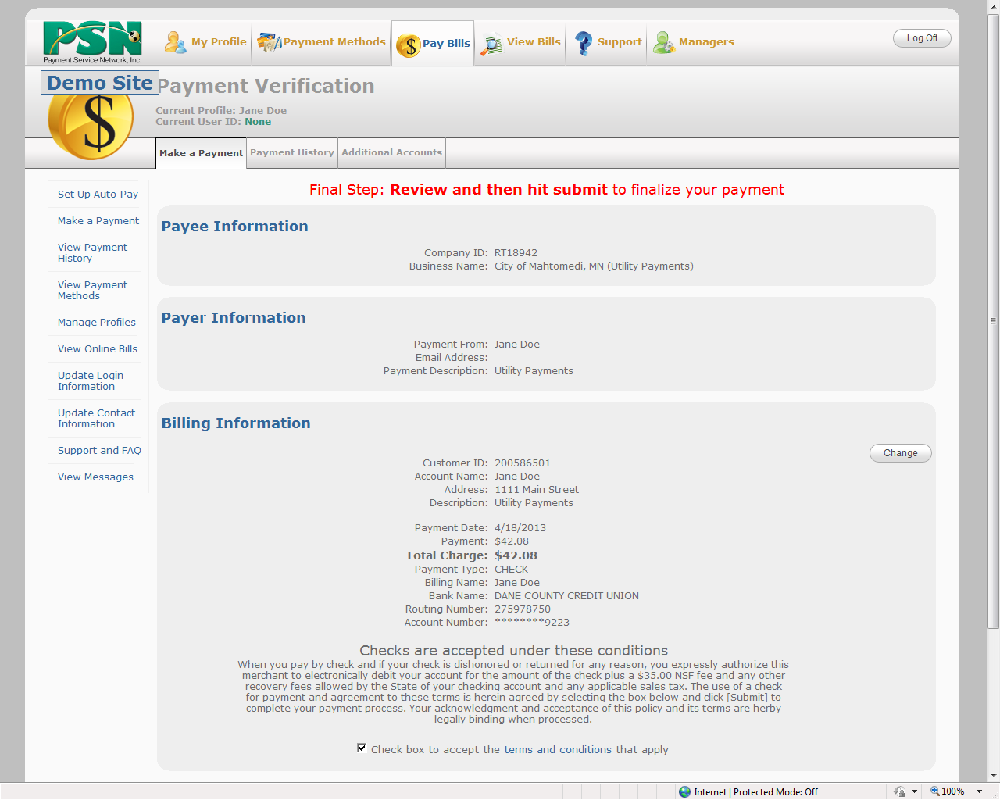 PSN
Payment Service Network, Inc.
My Profile
Payment Methods
Pay Bills
View Bills
Support
Managers
Log Off
Demo Site
Payment Verification
Current Profile: Jane Doe
Current User ID: None
Make a Payment
Payment History
Additional Accounts
Set Up Auto-Pay
Make a Payment
View Payment
History
View Payment
Methods
Manage Profiles
View Online Bills
Update Login
Information
Update Contact
Information
Support and FAQ
View Messages
Final Step: Review and then hit submit to finalize your payment
Payee Information
Company ID: RT18942
Business Name: City of Mahtomedi, MN (Utility Payments)
Payer Information
Payment From: Jane Doe
Email Address:
Payment Description: Utility Payments
Billing Information
Change
Customer ID: 200586501
Account Name: Jane Doe
Address: 1111 Main Street
Description: Utility Payments
Payment Date: 4/18/2013
Payment: $42.08
Total Charge: $42.08
Payment Type: CHECK
Billing Name: Jane Doe
Bank Name: DANE COUNTY CREDIT UNION
Routing Number: 275978750
Account Number: ********9223
Checks are accepted under these conditions
When you pay by check and if your check is dishonored or returned for any reason, you expressly authorize this
merchant to electronically debit your account for the amount of the check plus a $35.00 NSF fee and any other
recovery fees allowed by the State of your checking account and any applicable sales tax. The use of a check
for payment and agreement to these terms is herein agreed by selecting the box below and click [Submit] to
complete your payment process. Your acknowledgment and acceptance of this policy and its terms are herby
legally binding when processed.
Check box to accept the terms and conditions that apply
Internet | Protected Mode: Off
100%